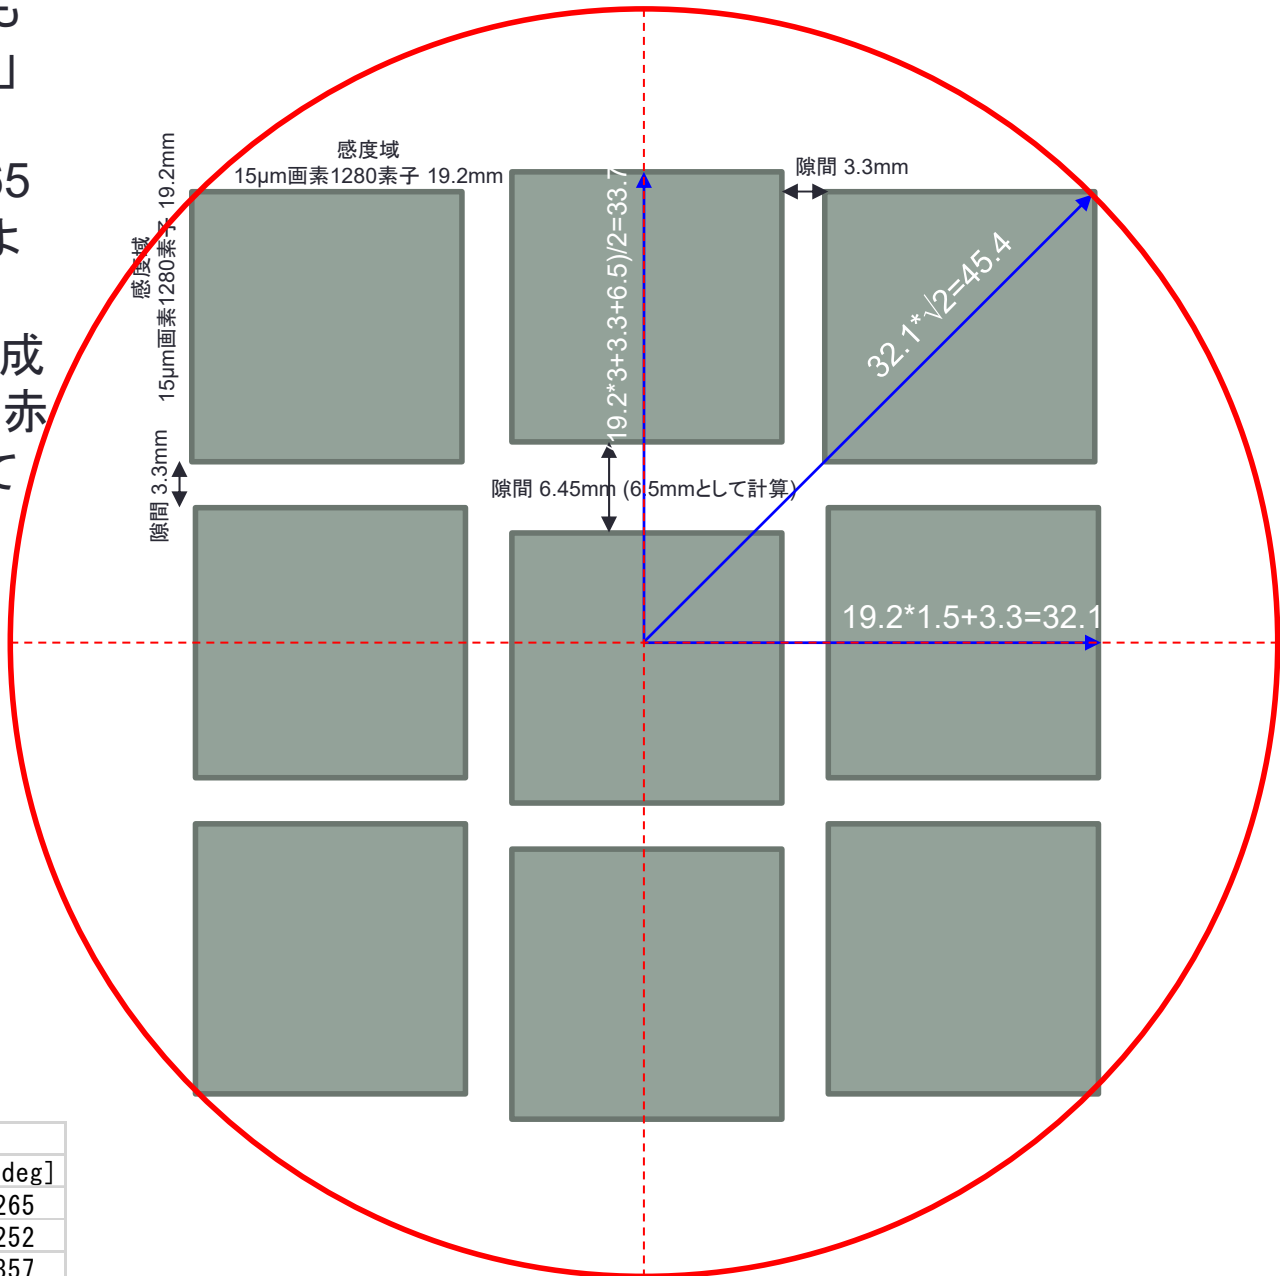 も
」
65
よ
成
赤
て
感度域
15μm画素1280素子 19.2mm
感度域
15μm画素1280素子 19.2mm
隙間 3.3mm
19.2*3+3.3+6.5)/2=33.7
32.1*√2=45.4
隙間 3.3mm
隙間 6.45mm (6.5mmとして計算)
19.2*1.5+3.3=32.1
deg]
265
252
357